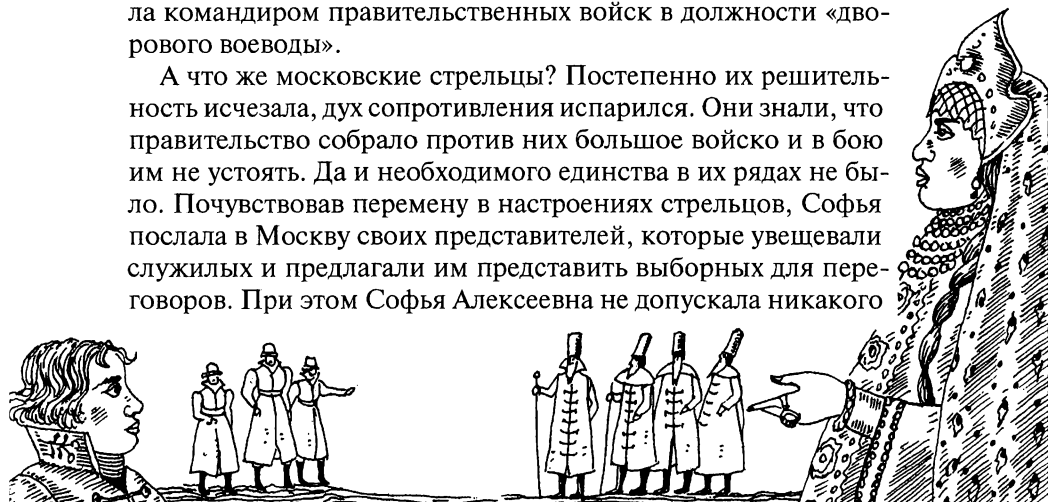 ла командиром правительственных войск в должности «дво-
рового воеводы».
А что же московские стрельцы? Постепенно их решитель-
ность исчезала, дух сопротивления испарился. Они знали, что
правительство собрало против них большое войско и в бою
им не устоять. Да и необходимого единства в их рядах не бы-
ло. Почувствовав перемену в настроениях стрельцов, Софья
послала в Москву своих представителей, которые увещевали
служилых и предлагали им представить выборных для пере-
говоров. При этом Софья Алексеевна не допускала никакого